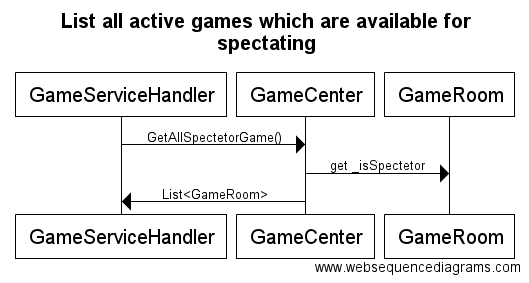 List all active games which are available for
spectating
GameServiceHandler
GameCenter
GameRoom
GetAllSpectetorGame()
get _isSpectetor
List<GameRoom>
GameServiceHandler
GameCenter
GameRoom
www.websequencediagrams.com